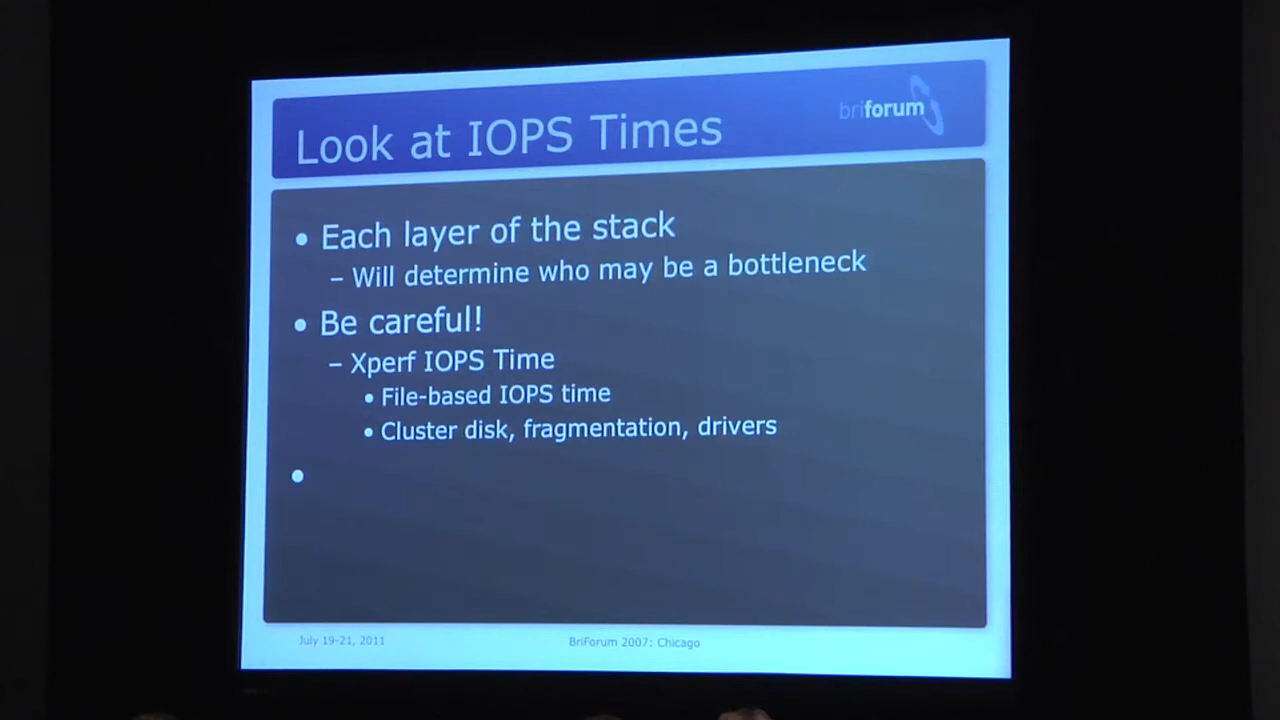 Look at IOPS Times
briforum
• Each layer of the stack
– Will determine who may be a bottleneck
• Be careful!
– Xperf IOPS Time
• File-based IOPS time
• Cluster disk, fragmentation, drivers
•
July 19-21, 2011
BriForum 2007: Chicago